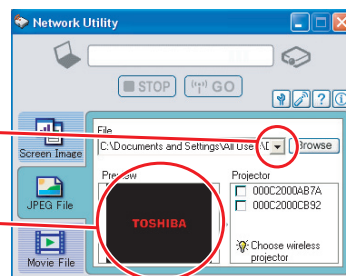 Network Utility
STOP
GO
?
File
Screen Image
C:\Documents and Settings\All Use
Browse
Preview
Projector
000C2000AB7A
000C2000CB92
JPEG File
TOSHIBA
Choose wireless
projector
Movie File